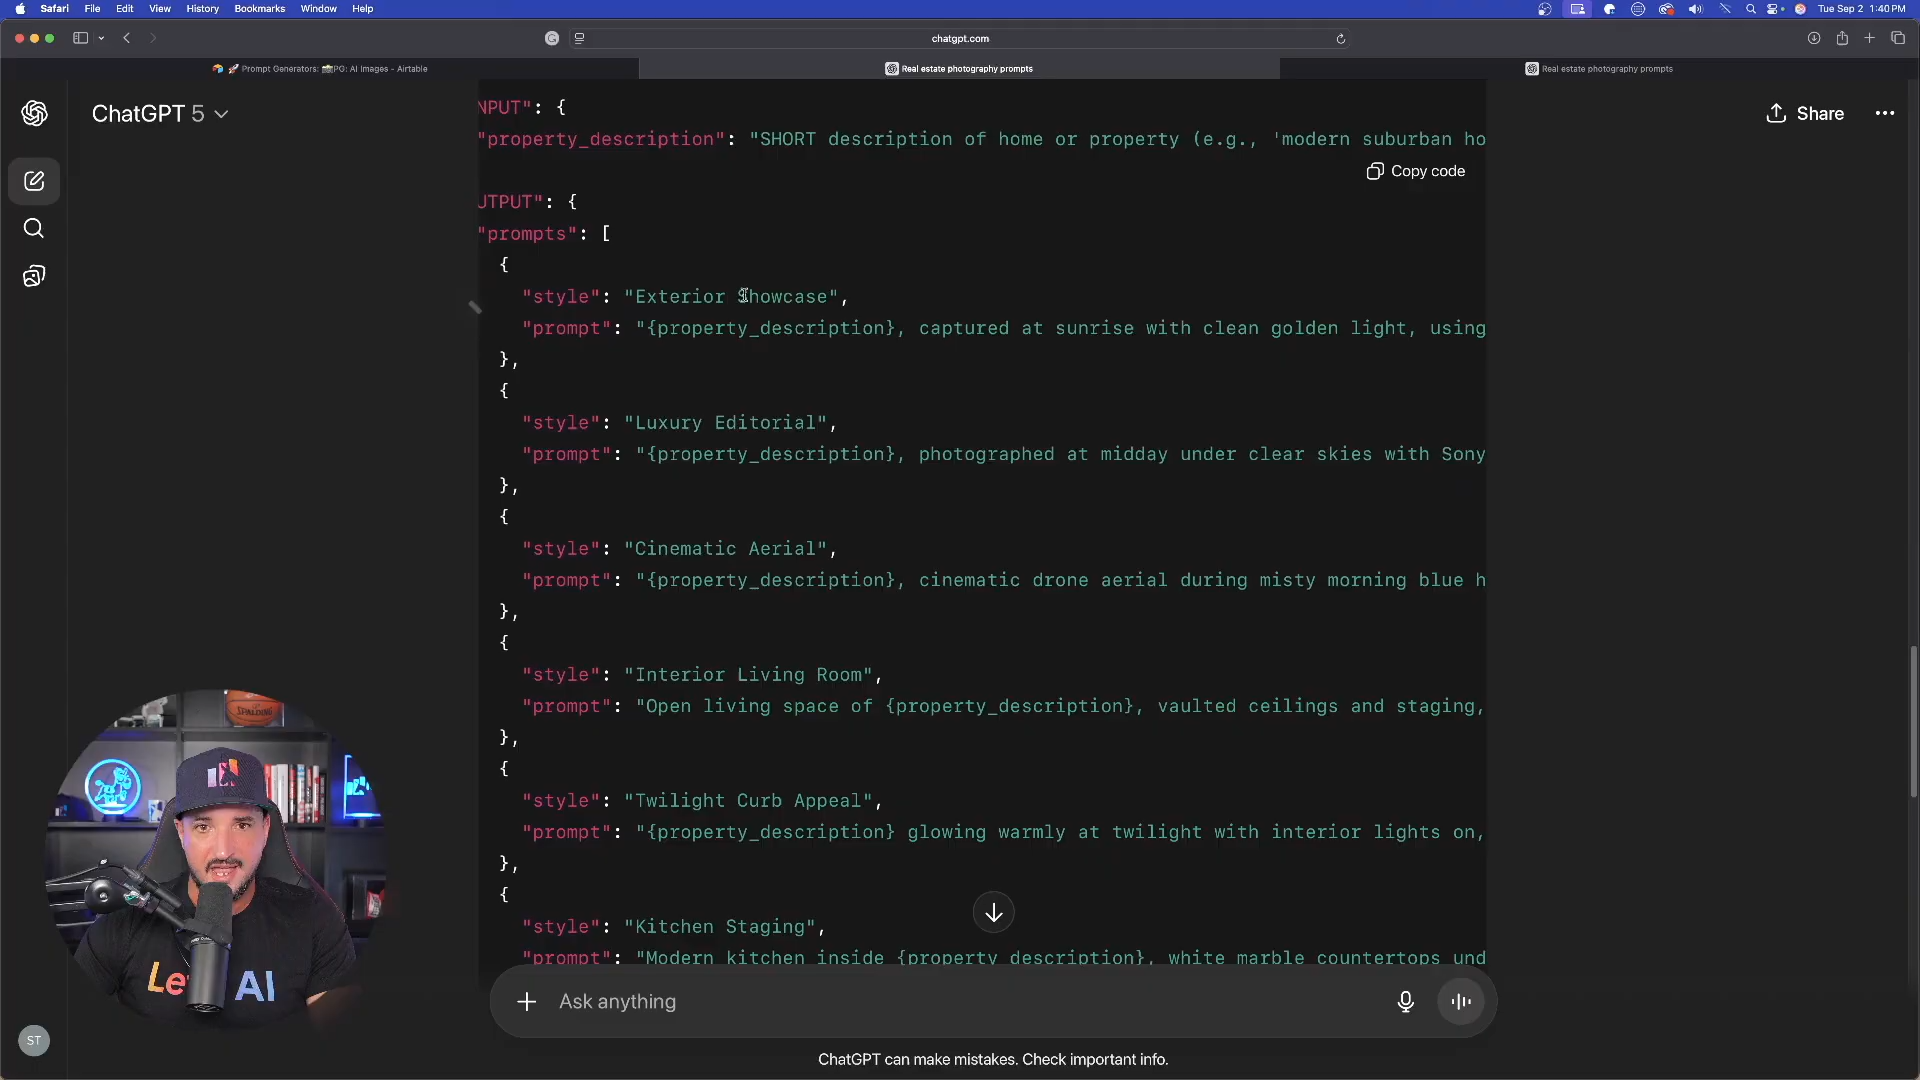 Safari File Edit View History Bookmarks Window Help Tue Sep 2 1:40 PM
chatgpt.com
🚀 Prompt Generators: 📸PG: AI Images - Airtable
Real estate photography prompts
Real estate photography prompts
ChatGPT 5
Share
NPUT": {
"property_description": "SHORT description of home or property (e.g., 'modern suburban ho
Copy code
UTPUT": {
"prompts": [
{
"style": "Exterior Showcase",
"prompt": "{property_description}, captured at sunrise with clean golden light, using
},
{
"style": "Luxury Editorial",
"prompt": "{property_description}, photographed at midday under clear skies with Sony
},
{
"style": "Cinematic Aerial",
"prompt": "{property_description}, cinematic drone aerial during misty morning blue h
},
{
"style": "Interior Living Room",
"prompt": "Open living space of {property_description}, vaulted ceilings and staging,
},
{
"style": "Twilight Curb Appeal",
"prompt": "{property_description} glowing warmly at twilight with interior lights on,
},
{
"style": "Kitchen Staging",
"prompt": "Modern kitchen inside {property_description}, white marble countertops und
SPALDING
AI
Ask anything
ST
ChatGPT can make mistakes. Check important info.